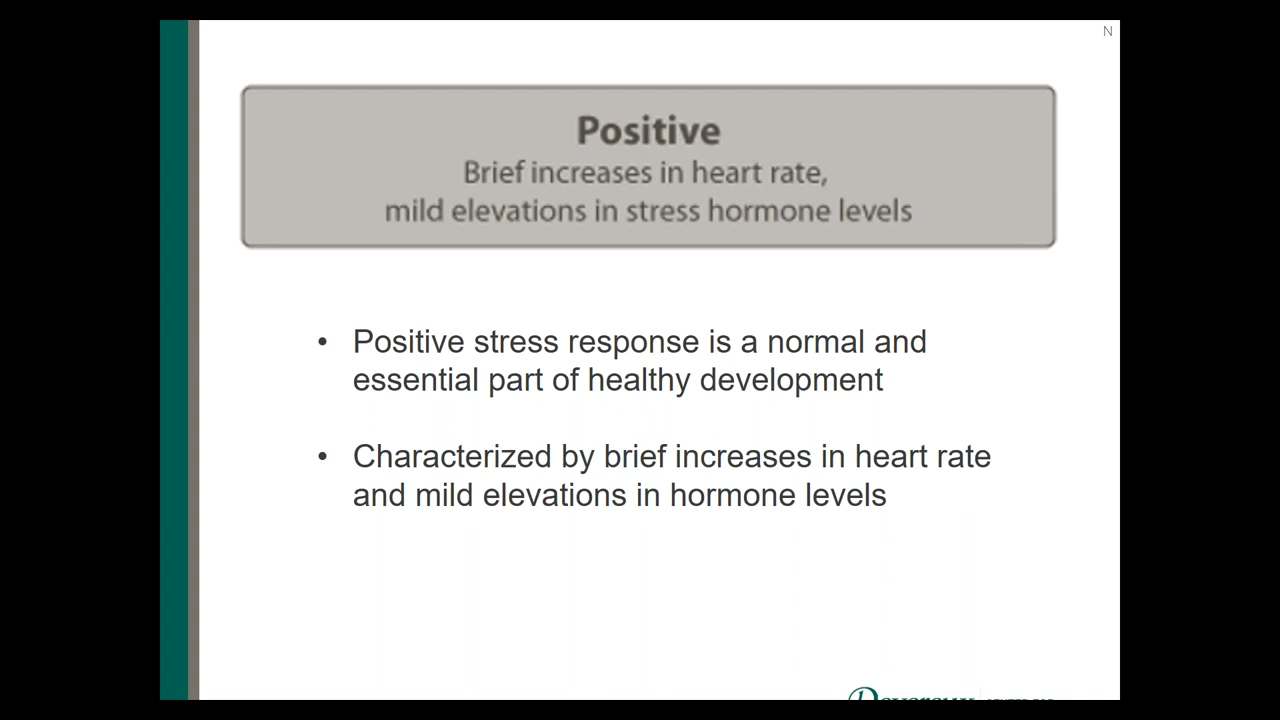 N
Positive
Brief increases in heart rate,
mild elevations in stress hormone levels
• Positive stress response is a normal and
essential part of healthy development
• Characterized by brief increases in heart rate
and mild elevations in hormone levels